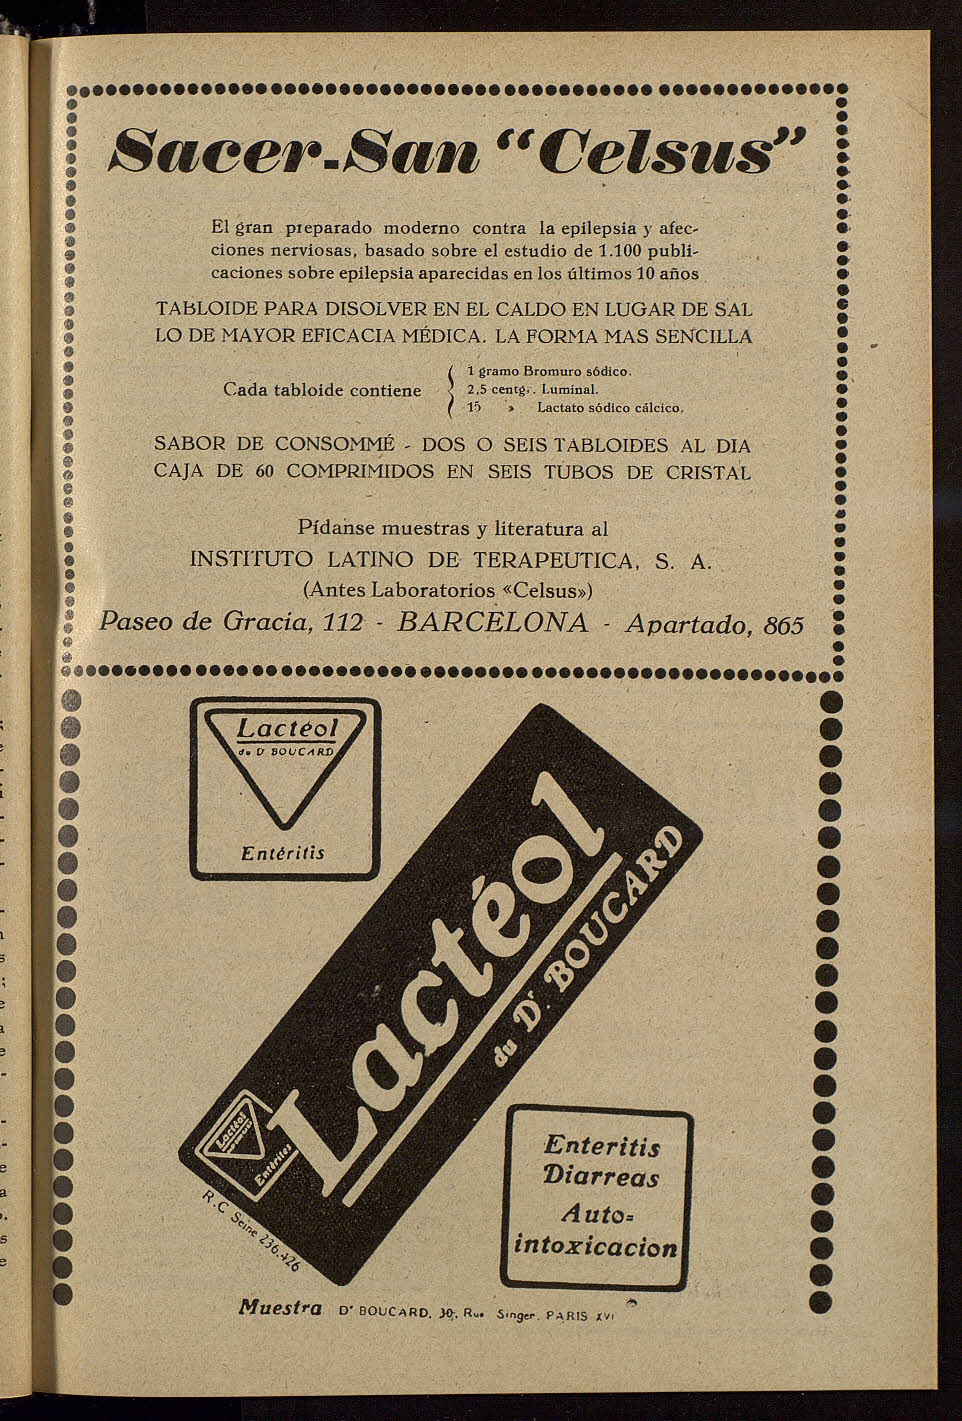 Sacer-San "Celsus"
El gran preparado moderno contra la epilepsia y afec-
ciones nerviosas, basado sobre el estudio de 1.100 publi-
caciones sobre epilepsia aparecidas en los últimos 10 años
TABLOIDE PARA DISOLVER EN EL CALDO EN LUGAR DE SAL
LO DE MAYOR EFICACIA MÉDICA. LA FORMA MAS SENCILLA
Cada tabloide contiene
1 gramo Bromuro sódico.
2,5 centg. Luminal.
15 » Lactato sódico cálcico.
SABOR DE CONSOMMÉ - DOS O SEIS TABLOIDES AL DIA
CAJA DE 60 COMPRIMIDOS EN SEIS TUBOS DE CRISTAL
Pídanse muestras y literatura al
INSTITUTO LATINO DE TERAPEUTICA, S. A.
(Antes Laboratorios «Celsus»)
Paseo de Gracia, 112 - BARCELONA - Apartado, 865
Lactéol
du Dr BOUCARD
Entéritis
Lactéol
du Dr. BOUCARD
Lactéol
Entérites
R.C Seine 236.426
Enteritis
Diarreas
Auto=
intoxicacion
Muestra Dr BOUCARD, 30, Rue Singer. PARIS XVI